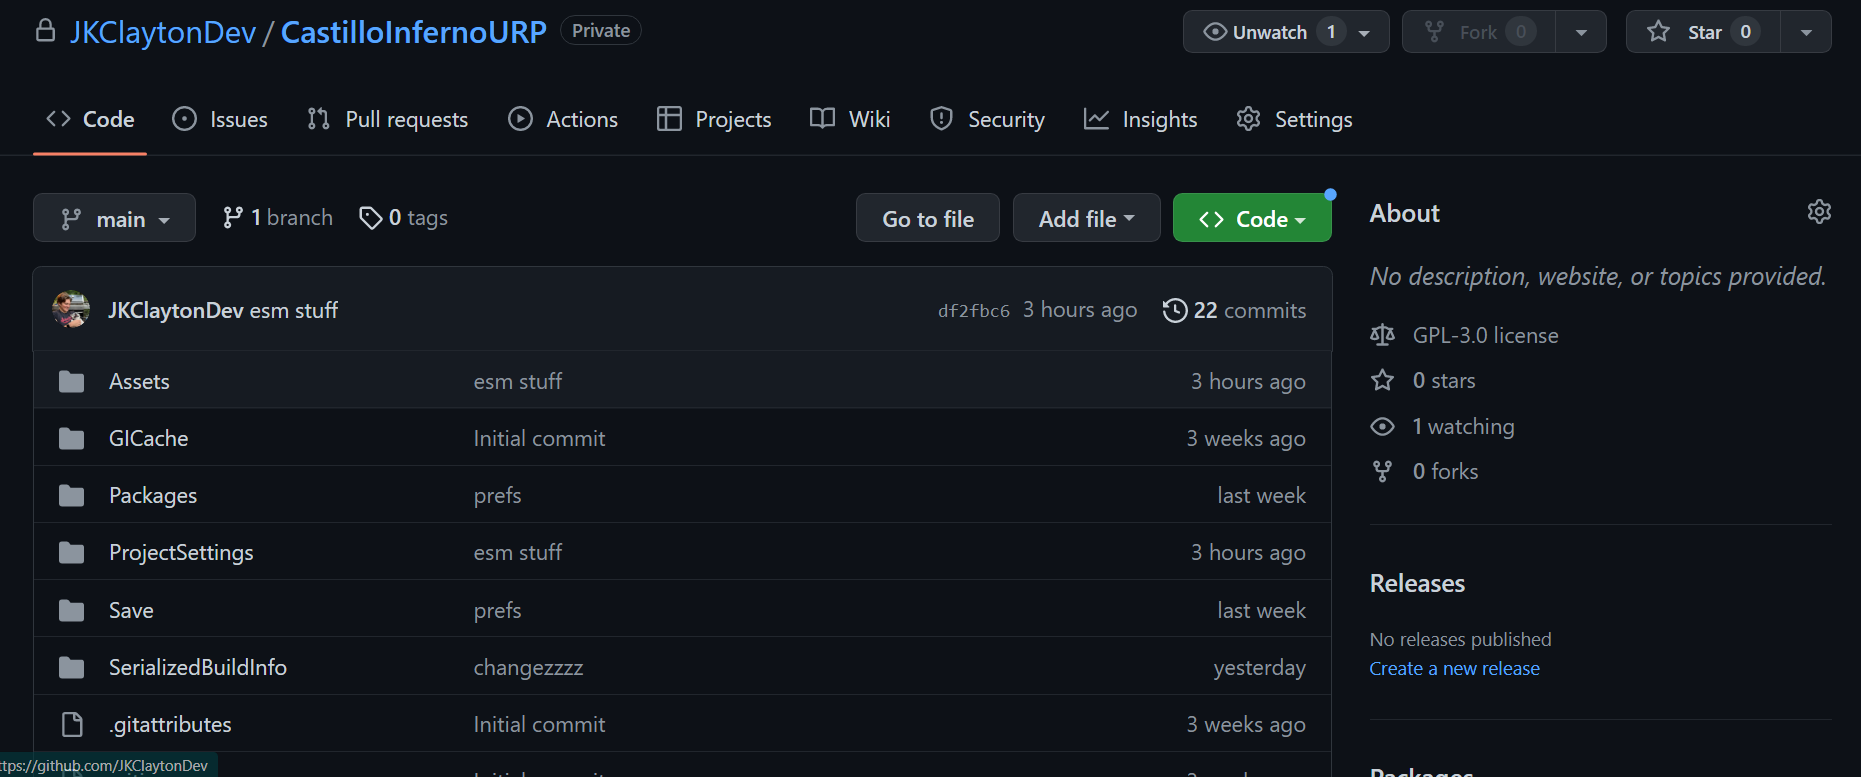 JKClaytonDev / CastilloInfernoURP Private Unwatch 1 Fork 0 Star 0
Code Issues Pull requests Actions Projects Wiki Security Insights Settings
main 1 branch 0 tags Go to file Add file Code
JKClaytonDev esm stuff df2fbc6 3 hours ago 22 commits
Assets esm stuff 3 hours ago
GICache Initial commit 3 weeks ago
Packages prefs last week
ProjectSettings esm stuff 3 hours ago
Save prefs last week
SerializedBuildInfo changezzzz yesterday
.gitattributes Initial commit 3 weeks ago
ttps://github.com/JKClaytonDev
About
No description, website, or topics provided.
GPL-3.0 license
0 stars
1 watching
0 forks
Releases
No releases published
Create a new release
Packages